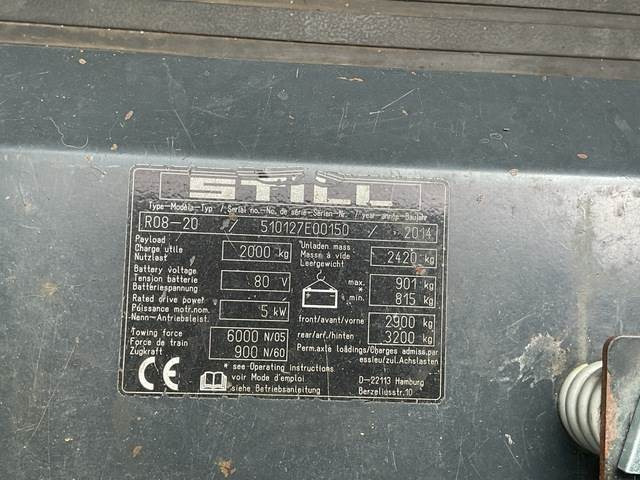 STILL
Type-Modele-Typ / Serial no.-No. de série-Serien-Nr. / year-année-Baujahr
R08-20 / 510127E00150 / 2014
Payload
Charge utile
Nutzlast
2000 kg
Unladen mass
Masse à vide
Leergewicht
2420 kg
Battery voltage
Tension batterie
Batteriespannung
80 V
max. 901 kg
* min. 815 kg
Rated drive power
Puissance motr.nom.
Nenn-Antriebsleist.
5 kW
front/avant/vorne 2900 kg
rear/arr./hinten 3200 kg
Towing force
Force de train
Zugkraft
6000 N/05
900 N/60
Perm.axle loadings/Charges admiss.par
essieu/zul.Achslasten
CE
* see Operating Instructions
voir Mode d'emploi
siehe Betriebsanleitung
D-22113 Hamburg
Berzeliusstr.10